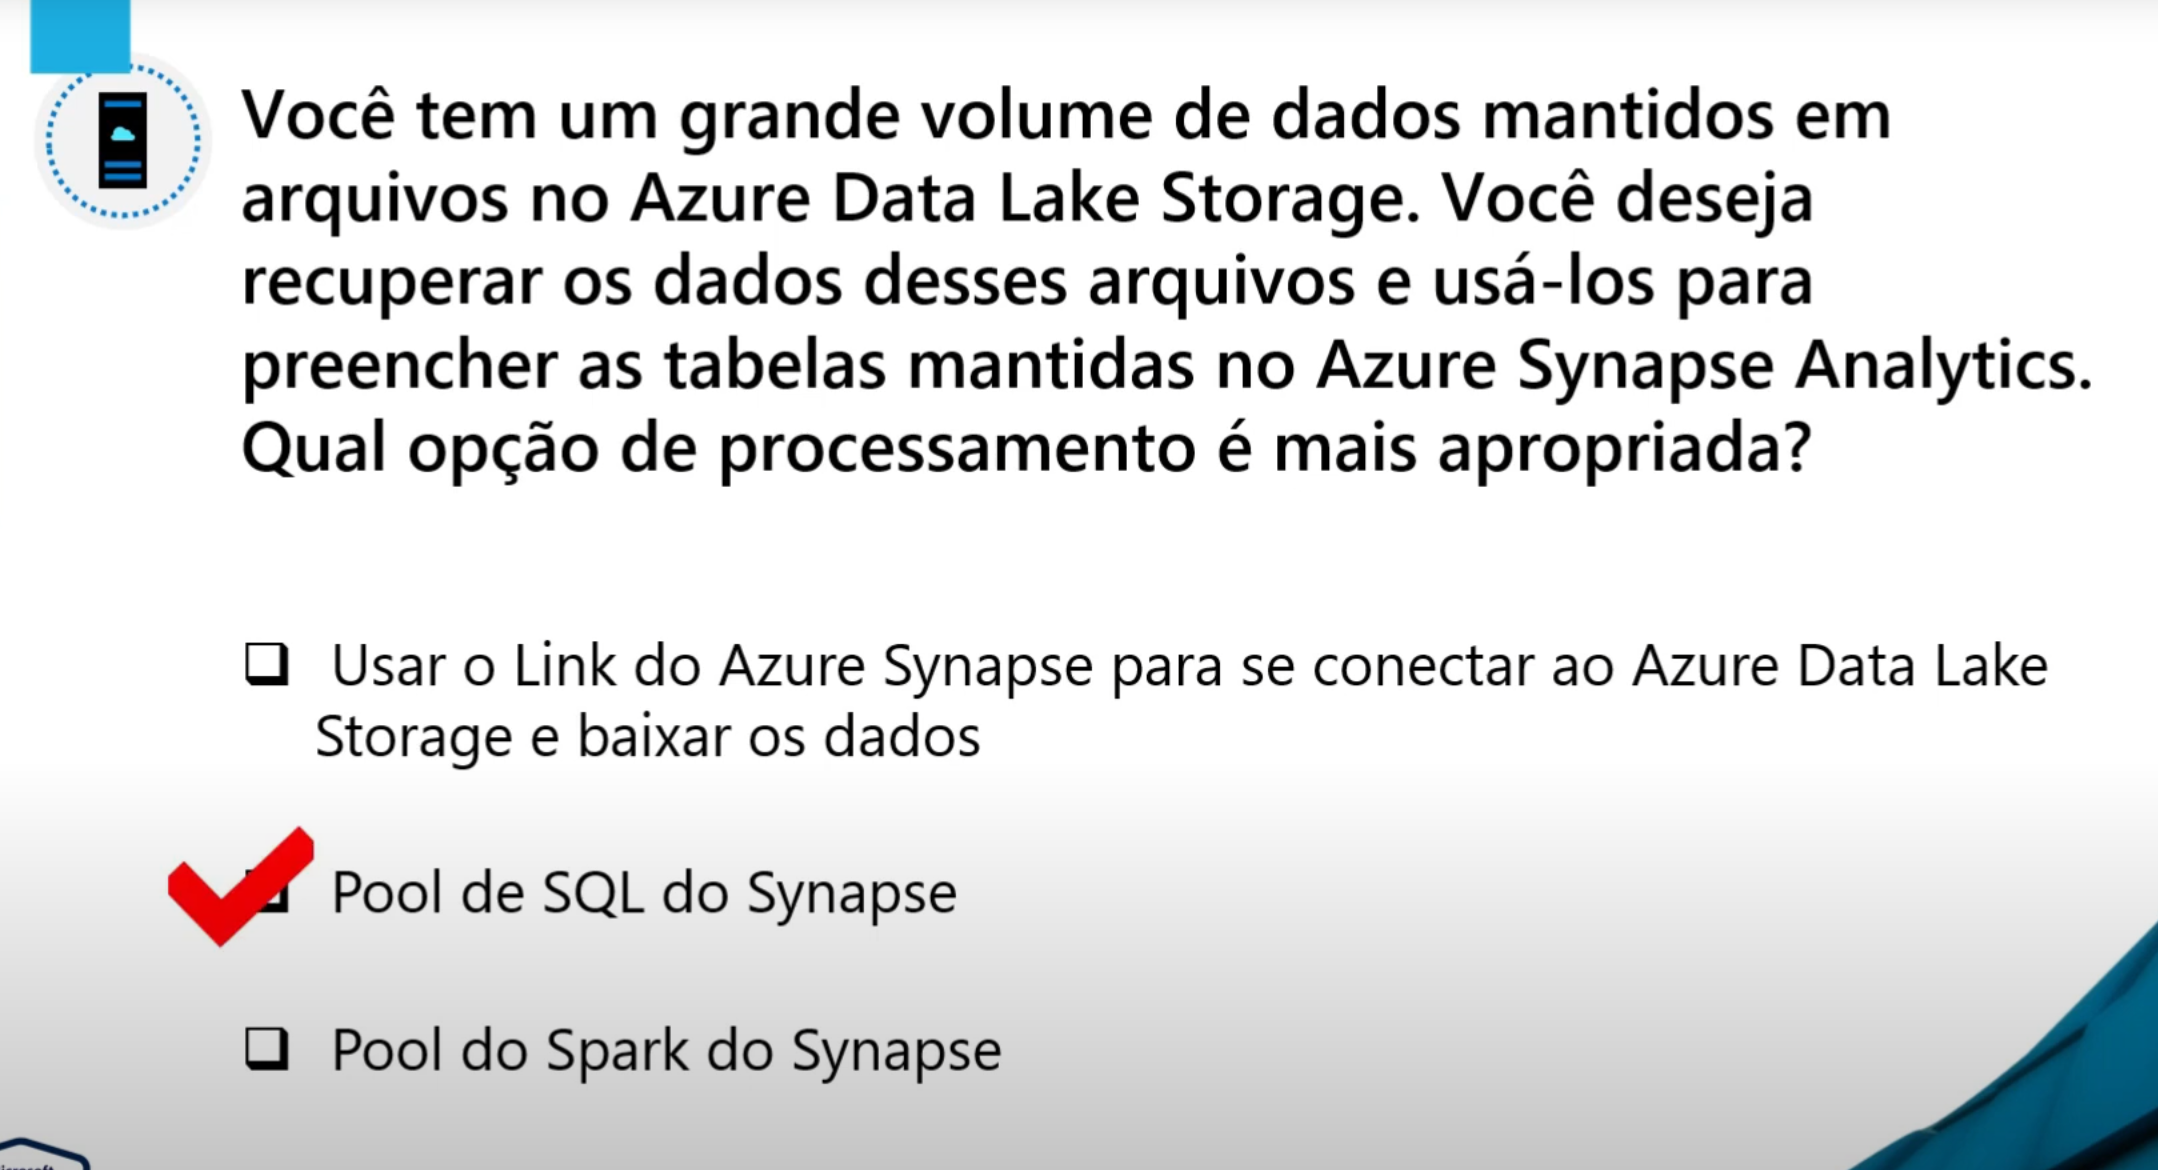 Você tem um grande volume de dados mantidos em
arquivos no Azure Data Lake Storage. Você deseja
recuperar os dados desses arquivos e usá-los para
preencher as tabelas mantidas no Azure Synapse Analytics.
Qual opção de processamento é mais apropriada?
Usar o Link do Azure Synapse para se conectar ao Azure Data Lake
Storage e baixar os dados
Pool de SQL do Synapse
Pool do Spark do Synapse